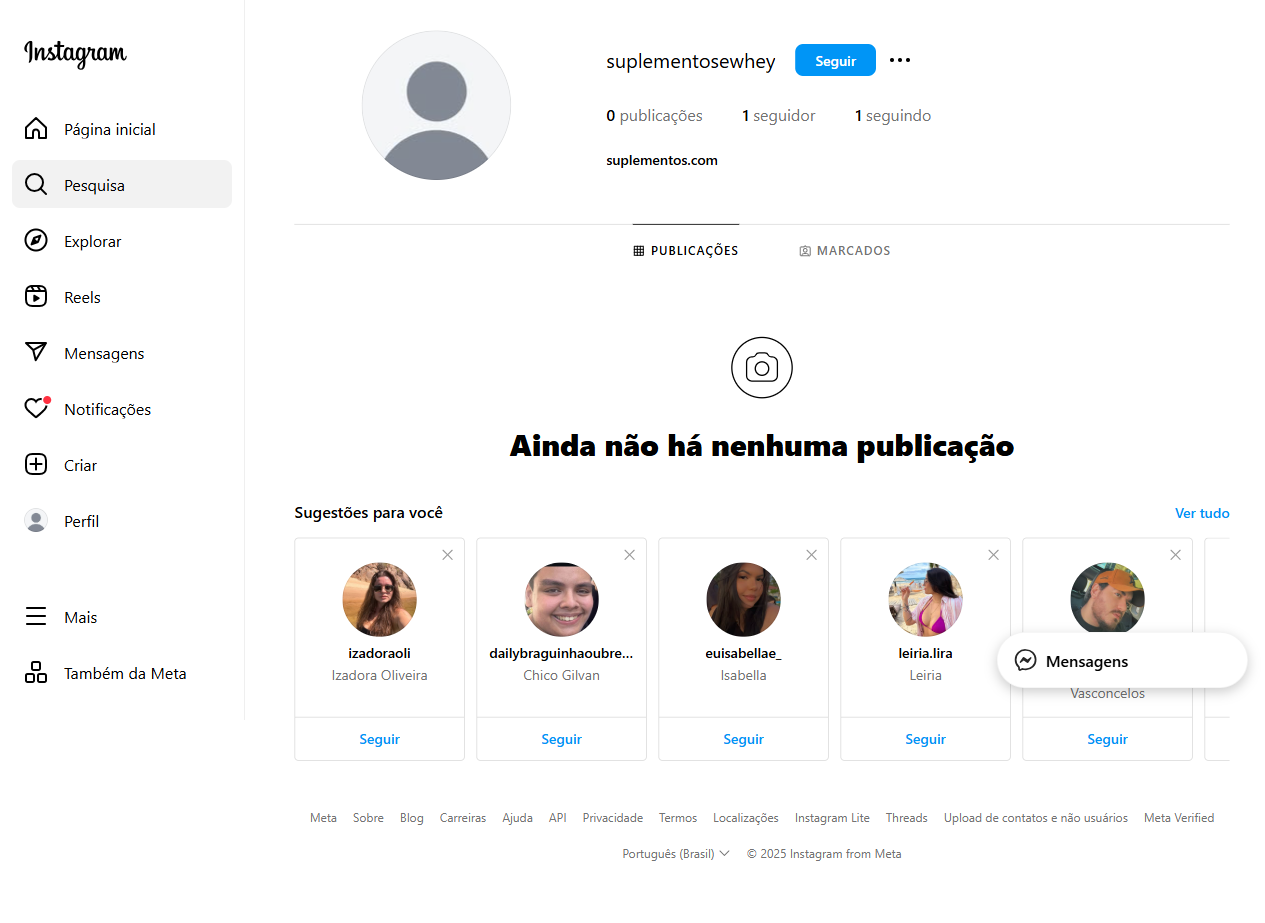 Instagram
Página inicial
Pesquisa
Explorar
Reels
Mensagens
Notificações
Criar
Perfil
Mais
Também da Meta
suplementosewhey
Seguir
0 publicações
1 seguidor
1 seguindo
suplementos.com
PUBLICAÇÕES
MARCADOS
Ainda não há nenhuma publicação
Sugestões para você
Ver tudo
izadoraoli
Izadora Oliveira
Seguir
dailybraguinhaoubre...
Chico Gilvan
Seguir
euisabellae_
Isabella
Seguir
leiria.lira
Leiria
Seguir
Vasconcelos
Seguir
Mensagens
Meta
Sobre
Blog
Carreiras
Ajuda
API
Privacidade
Termos
Localizações
Instagram Lite
Threads
Upload de contatos e não usuários
Meta Verified
Português (Brasil)
© 2025 Instagram from Meta